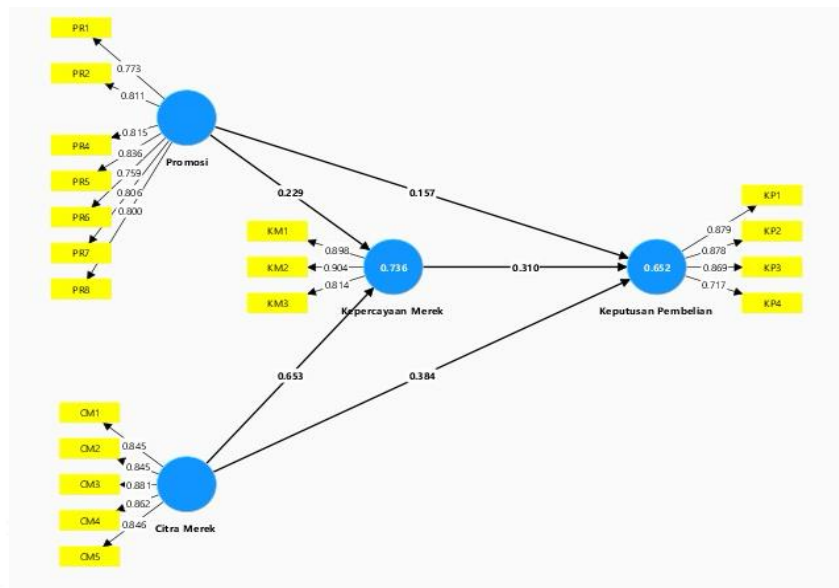 PR1
0.773
PR2
0.811
PR4
0.815
PR5
0.836
PR6
0.759
PR7
0.806
PR8
0.800
Promosi
0.229
0.157
KM1
0.898
KM2
0.904
KM3
0.814
0.736
Kepercayaan Merek
0.310
0.652
Keputusan Pembelian
KP1
0.879
KP2
0.878
KP3
0.869
KP4
0.717
0.653
0.384
CM1
0.845
CM2
0.845
CM3
0.881
CM4
0.862
CM5
0.846
Citra Merek